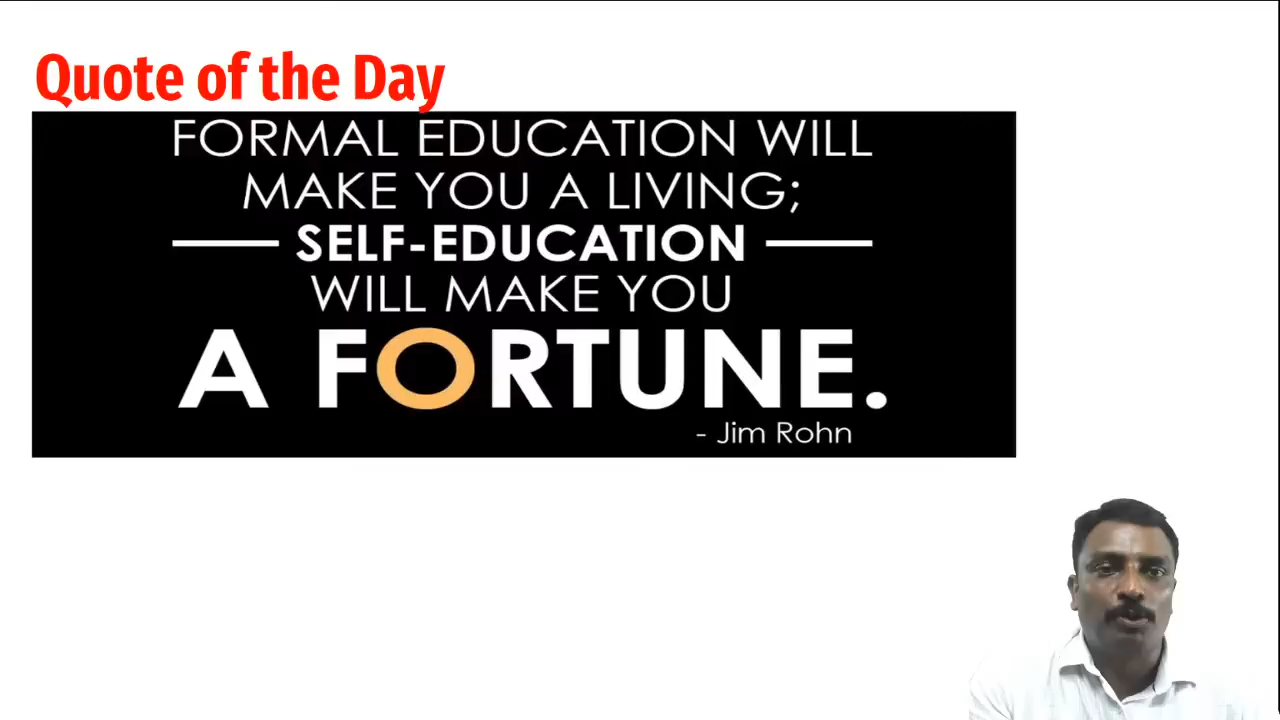 Quote of the Day
FORMAL EDUCATION WILL
MAKE YOU A LIVING;
SELF-EDUCATION
WILL MAKE YOU
A FORTUNE.
- Jim Rohn